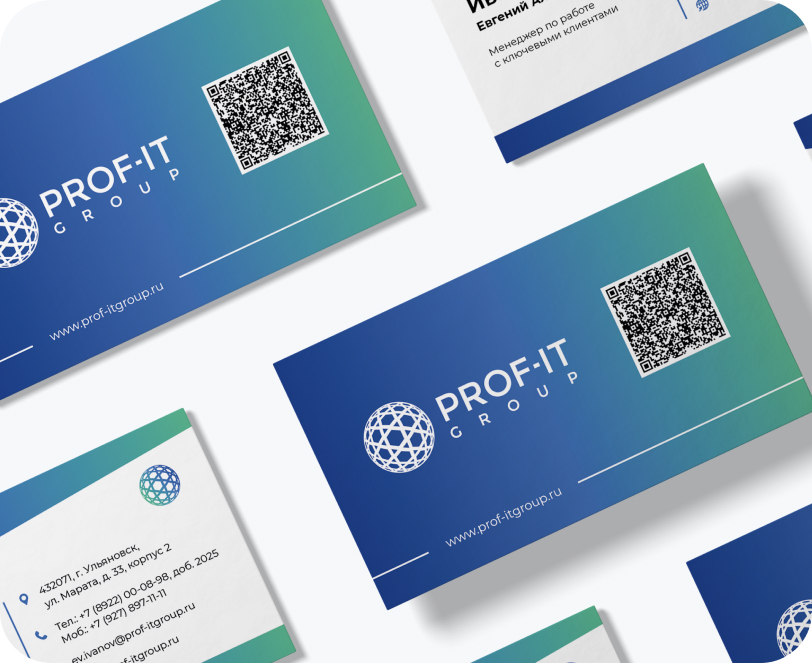 PROF-IT
GROUP
www.prof-itgroup.ru
Евгений
Менеджер по работе
с ключевыми клиентами
PROF-IT
GROUP
www.prof-itgroup.ru
432071, г. Ульяновск,
ул. Марата, д. 33, корпус 2
Тел.: +7 (8922) 00-08-98, доб. 2025
Моб.: +7 (927) 897-11-11
ev.ivanov@prof-itgroup.ru